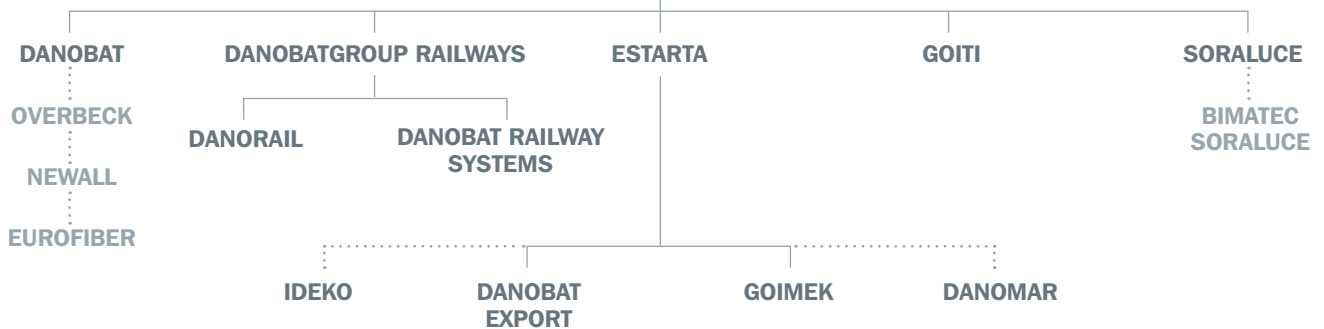 DANOBAT
DANOBATGROUP RAILWAYS
ESTARTA
GOITI
SORALUCE
OVERBECK
BIMATEC
SORALUCE
DANORAIL
DANOBAT RAILWAY
SYSTEMS
NEWALL
EUROFIBER
IDEKO
DANOBAT
EXPORT
GOIMEK
DANOMAR